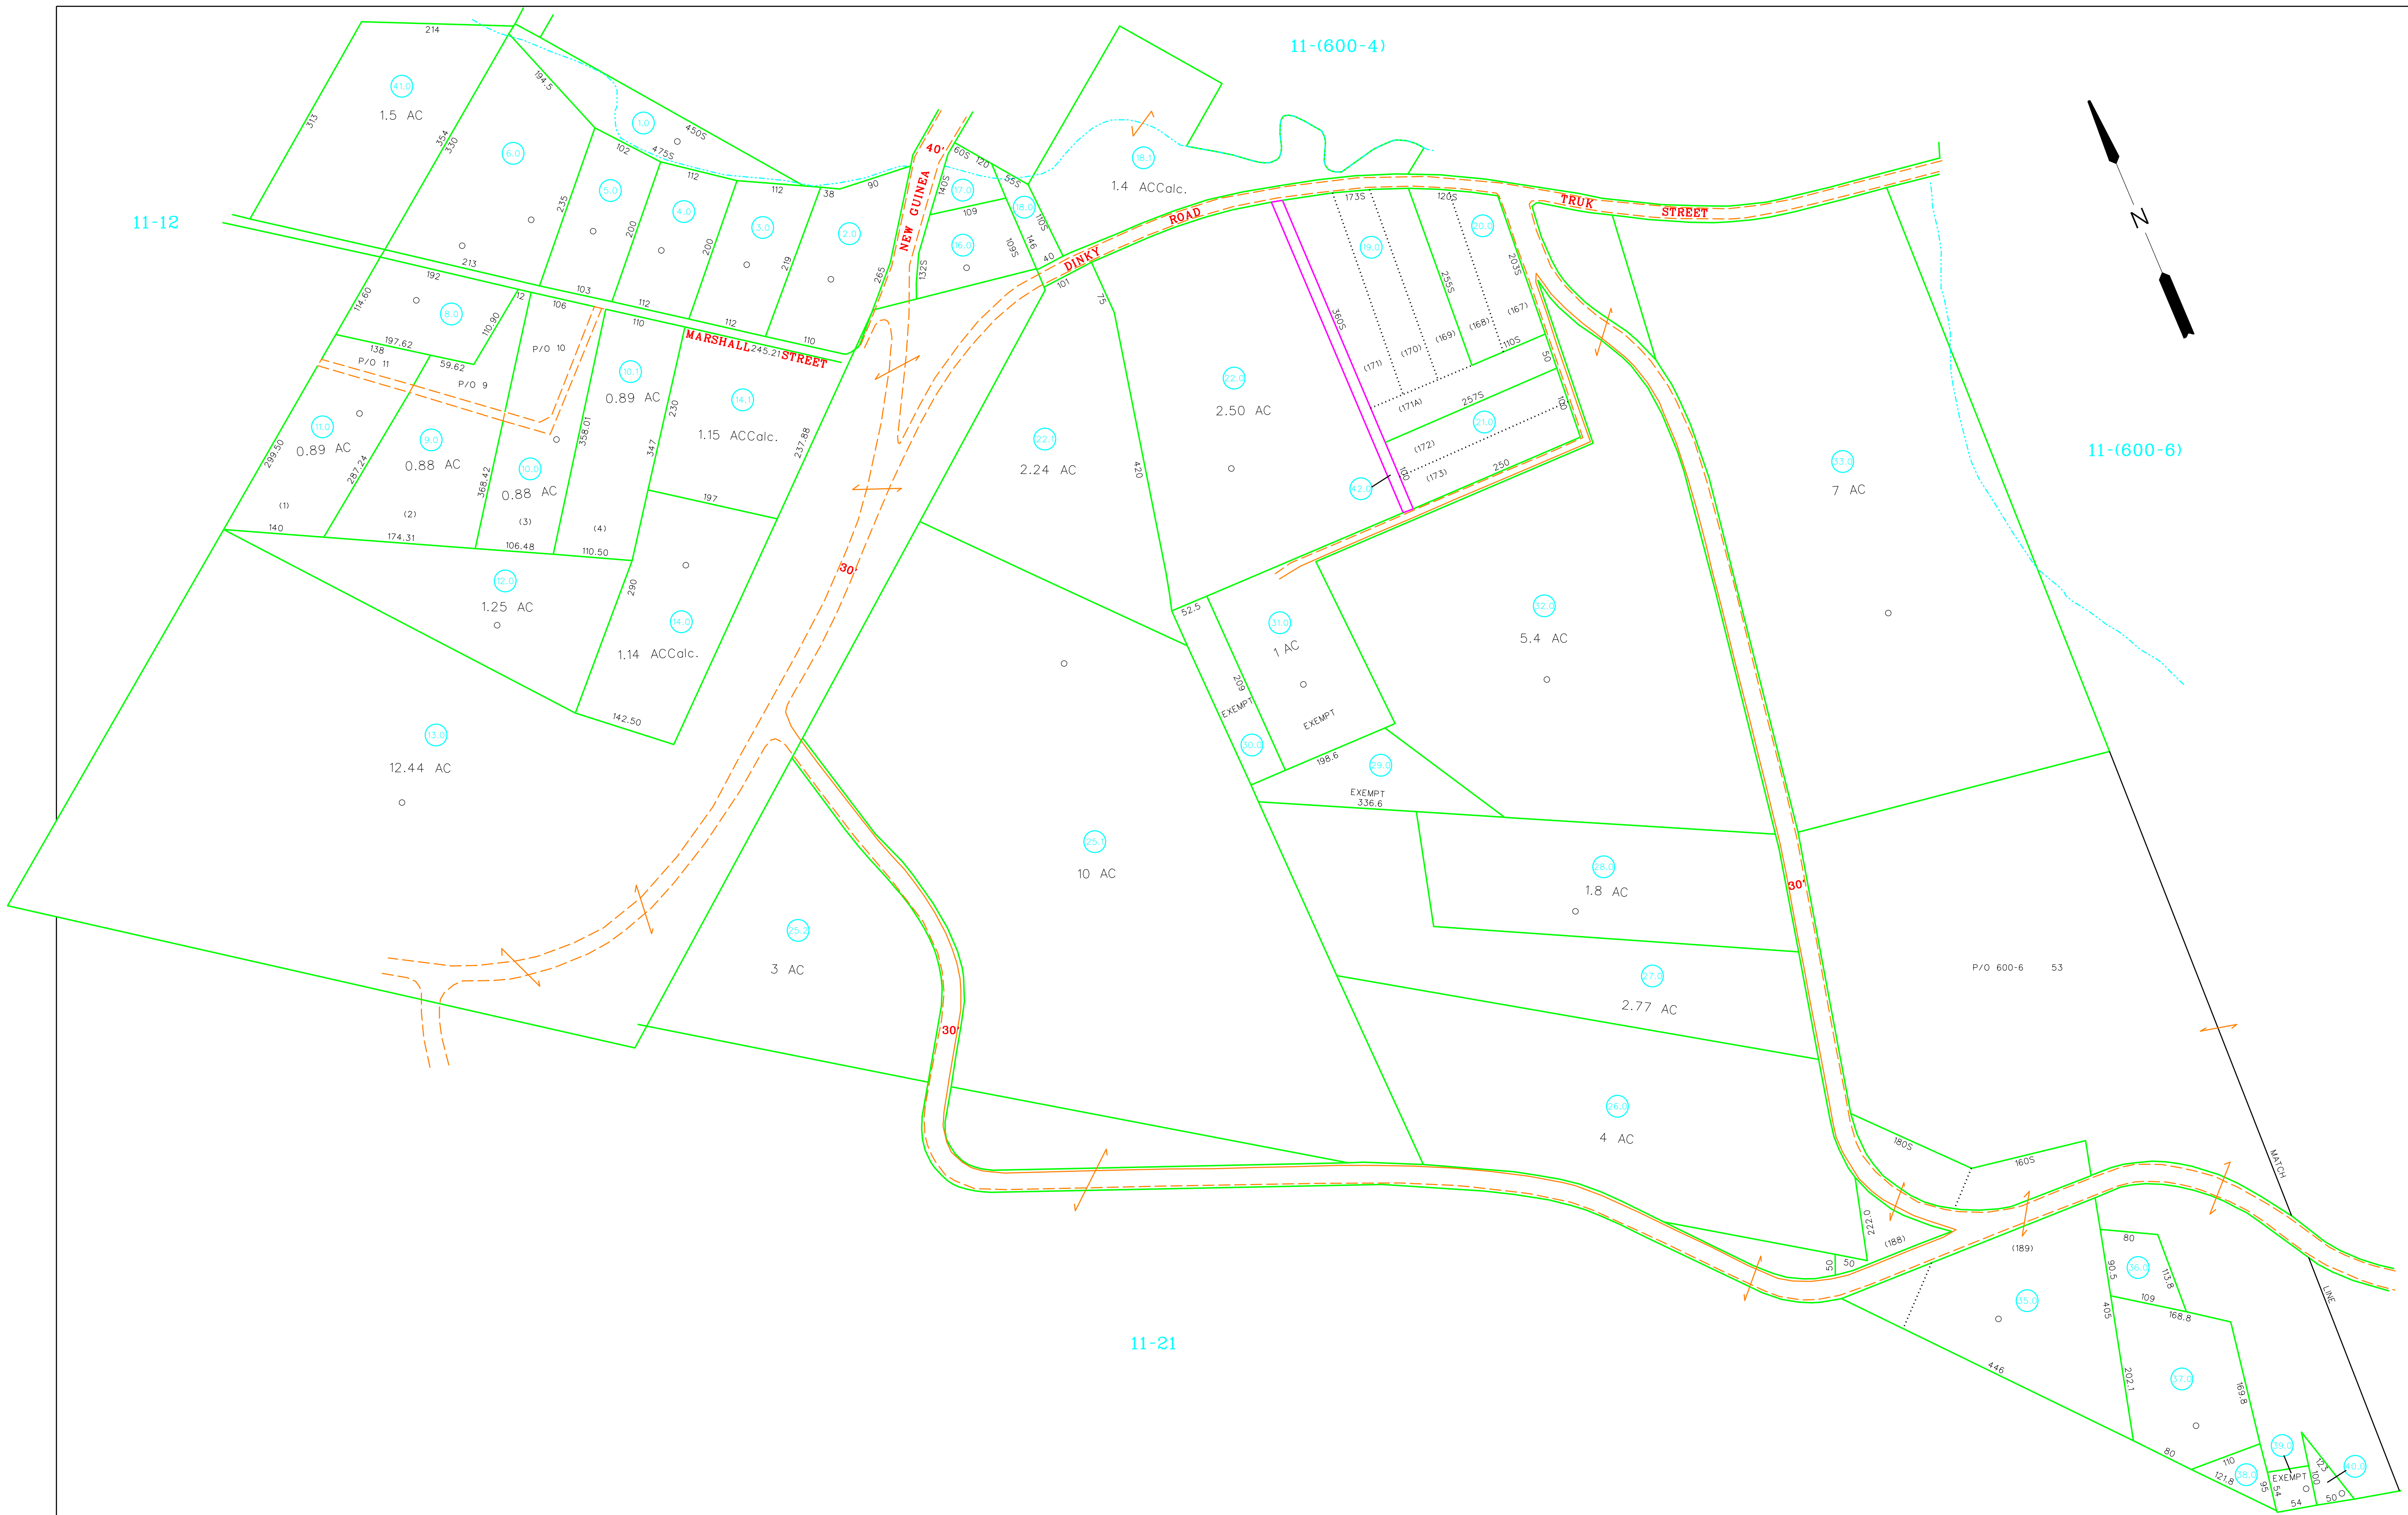 11-(600-4)
11-12
11-(600-6)
11-21
N
214
41.0
1.5 AC
313
354
330
194.5
1.0
450S
475S
6.0
102
5.0
235
112
4.0
200
112
3.0
200
38
2.0
219
90
265
213
103
112
112
110
192
12
106
110
MARSHALL
245.21
STREET
40'
NEW GUINEA
60S
120
55S
17.0
140S
109
18.0
110S
146
109S
16.0
132S
40
101
75
DINKY
ROAD
TRUK
STREET
18.1
1.4 ACCalc.
114.60
8.0
110.90
197.62
138
59.62
P/O 11
P/O 9
P/O 10
10.1
0.89 AC
358.01
230
347
14.1
1.15 ACCalc.
237.88
197
11.0
0.89 AC
299.50
287.24
9.0
0.88 AC
368.42
10.0
0.88 AC
(1)
(2)
(3)
(4)
140
174.31
106.48
110.50
12.0
1.25 AC
290
14.0
1.14 ACCalc.
142.50
30'
13.0
12.44 AC
22.1
2.24 AC
420
22.0
2.50 AC
360S
173S
19.0
120S
20.0
203S
255S
(171)
(170)
(169)
(168)
(167)
110S
50
(171A)
257S
100
21.0
(172)
(173)
250
100
42.0
33.0
7 AC
52.5
31.0
1 AC
209
EXEMPT
EXEMPT
30.0
198.6
29.0
EXEMPT
336.6
32.0
5.4 AC
28.0
1.8 AC
30'
27.0
2.77 AC
26.0
4 AC
25.1
10 AC
25.2
3 AC
30'
P/O 600-6 53
MATCH
LINE
180S
160S
222.0
(188)
50
50
(189)
35.0
446
80
90.5
36.0
113.8
109
168.8
405
202.1
37.0
169.8
80
110
121.8
38.0
95
39.0
EXEMPT
54
54
100
123
40.0
50